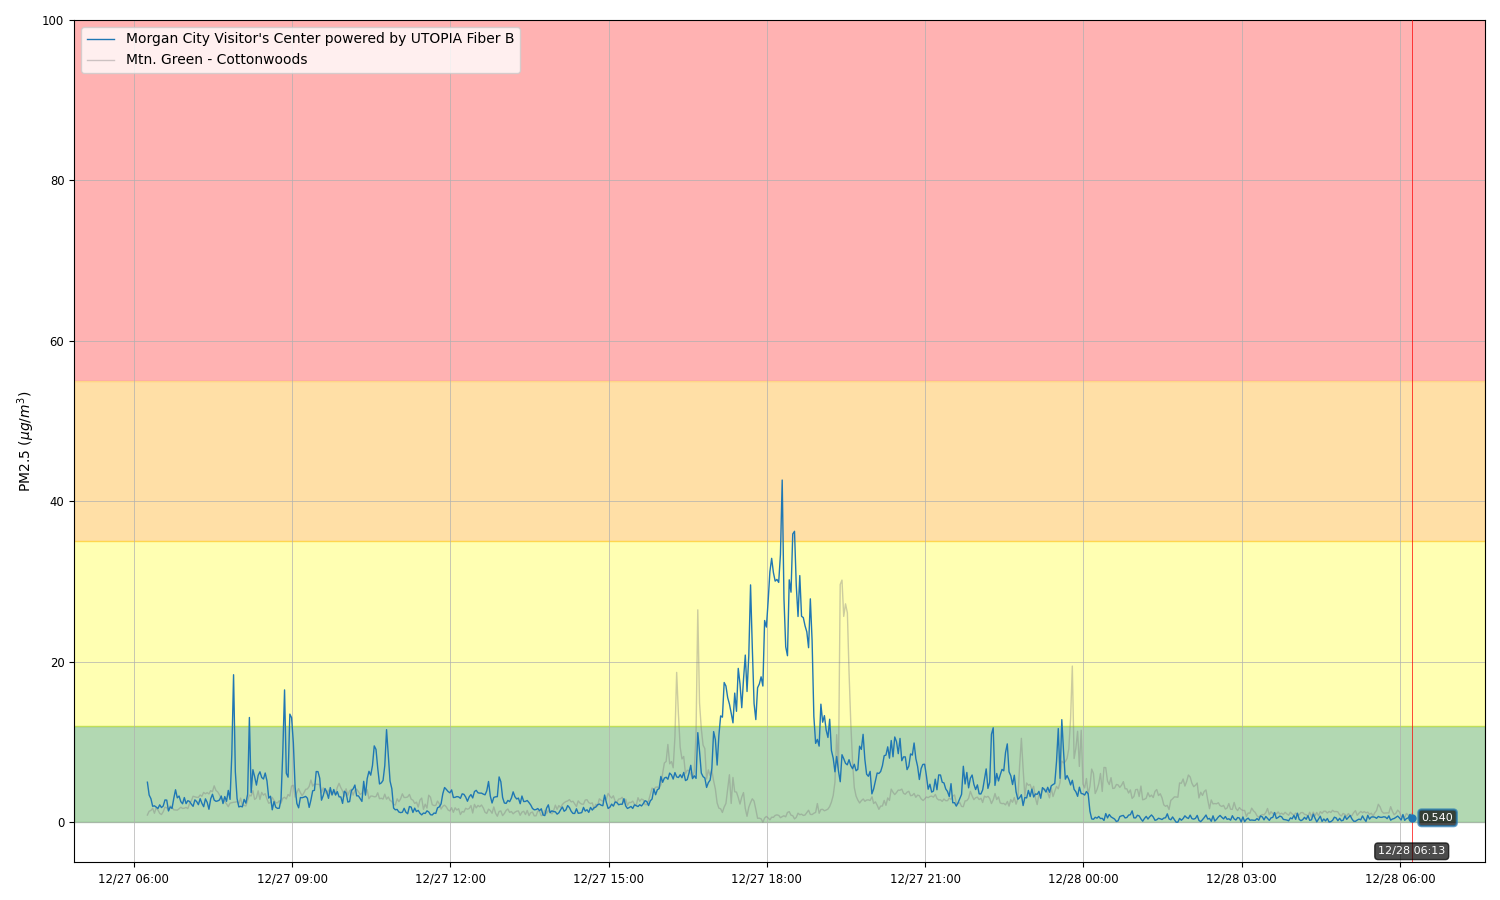 100
Morgan City Visitor's Center powered by UTOPIA Fiber B
Mtn. Green - Cottonwoods
80
60
PM2.5 (μg/m³)
40
20
0
0.540
12/28 06:13
12/27 06:00 12/27 09:00 12/27 12:00 12/27 15:00 12/27 18:00 12/27 21:00 12/28 00:00 12/28 03:00 12/28 06:00